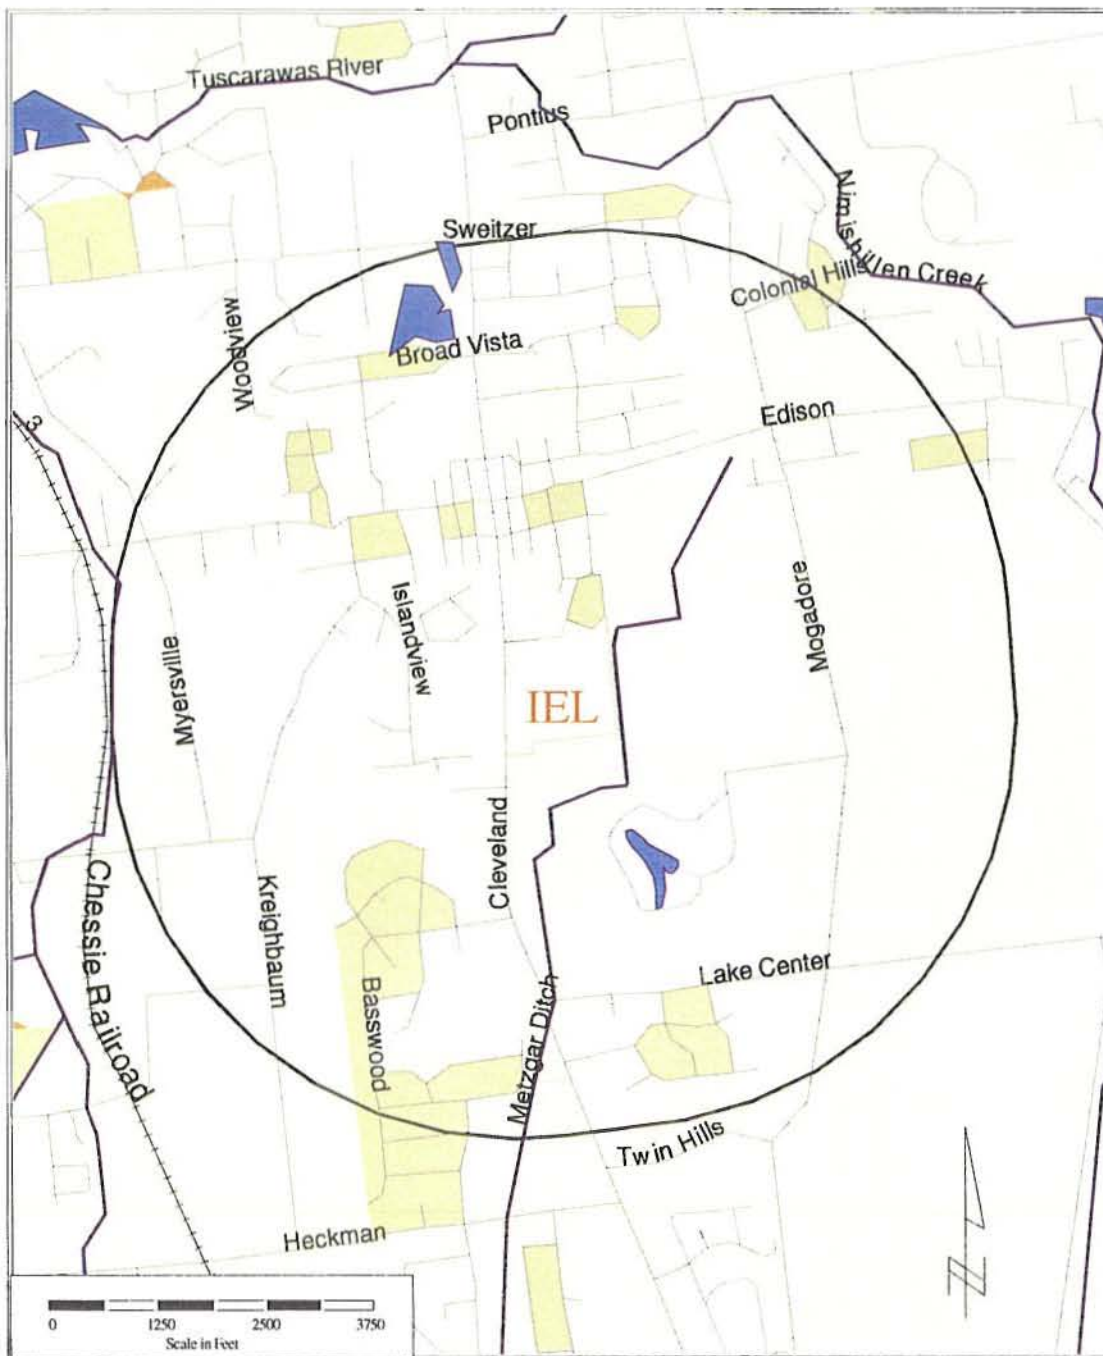 Tuscarawas River
Pontius
Nimishillen Creek
Sweitzer
Colonial Hills
Woodview
Broad Vista
Edison
3
Islandview
Mogadore
Myersville
IEL
Cleveland
Chessie Railroad
Kreighbaum
Lake Center
Basswood
Metzgar Ditch
Twin Hills
Heckman
N
0 1250 2500 3750
Scale in Feet